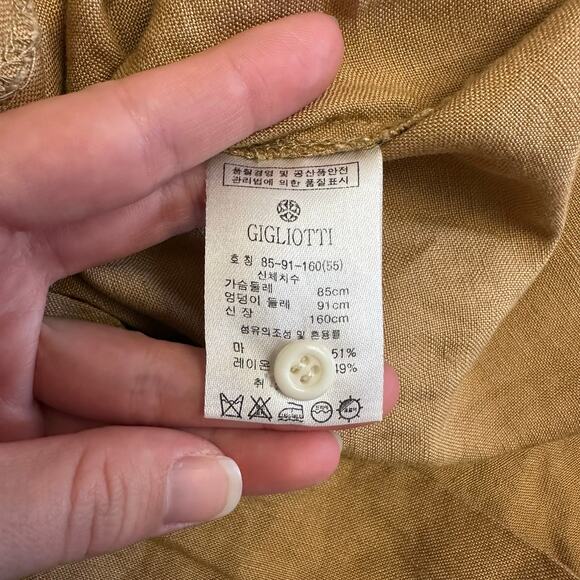 품질경영 및 공산품안전
관리법에 의한 품질표시
GIGLIOTTI
호 칭 85-91-160(55)
신체치수
가슴둘레 85cm
엉덩이 둘레 91cm
신 장 160cm
섬유의조성 및 혼용률
마 51%
레이온 49%
취